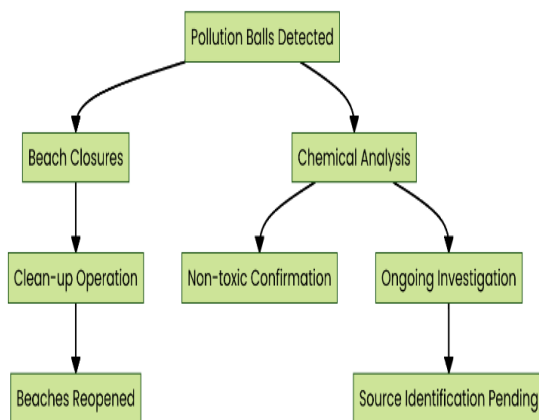 Pollution Balls Detected
Beach Closures
Chemical Analysis
Clean-up Operation
Non-toxic Confirmation
Ongoing Investigation
Beaches Reopened
Source Identification Pending